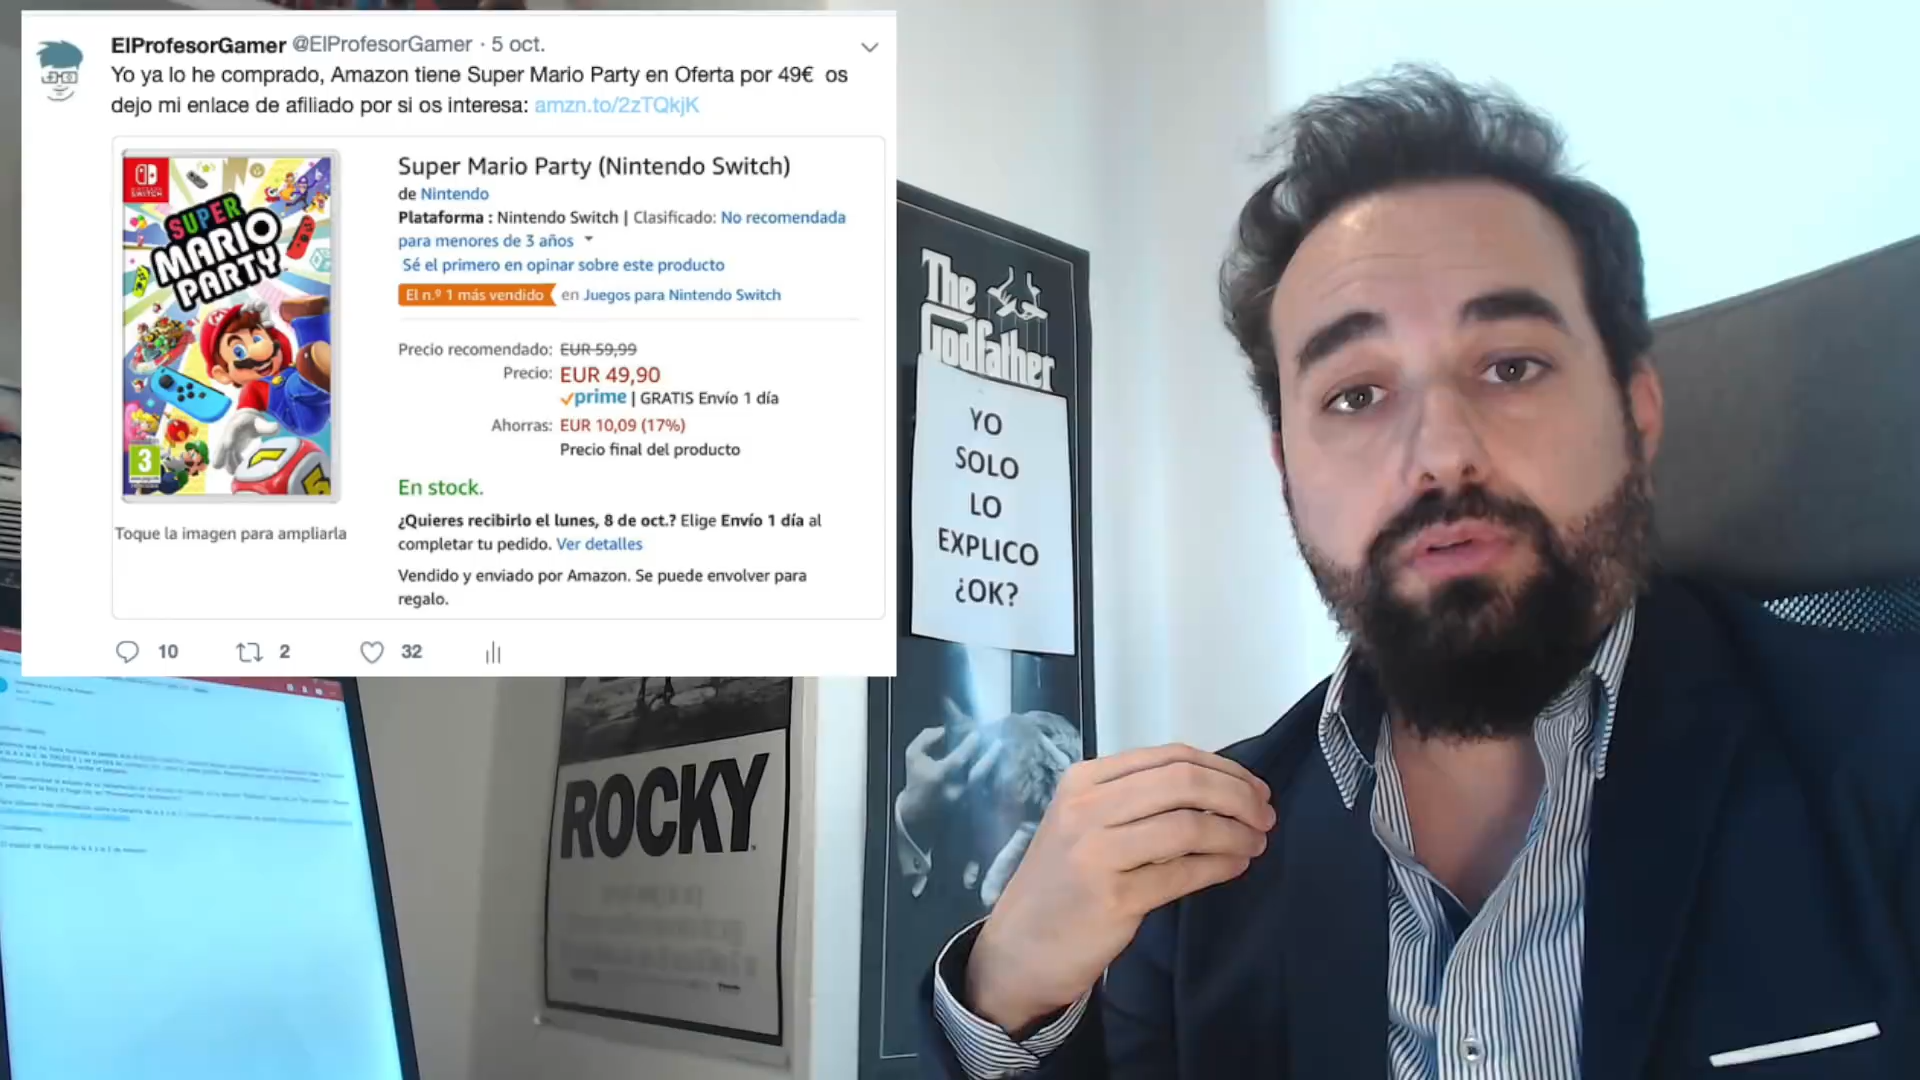 ElProfesorGamer @ElProfesorGamer · 5 oct.
Yo ya lo he comprado, Amazon tiene Super Mario Party en Oferta por 49€ os
dejo mi enlace de afiliado por si os interesa: amzn.to/2zTQkjK
Super Mario Party (Nintendo Switch)
de Nintendo
Plataforma : Nintendo Switch | Clasificado: No recomendada
para menores de 3 años
Sé el primero en opinar sobre este producto
El n.º 1 más vendido en Juegos para Nintendo Switch
Precio recomendado: EUR 59,99
Precio: EUR 49,90
prime | GRATIS Envío 1 día
Ahorras: EUR 10,09 (17%)
Precio final del producto
En stock.
¿Quieres recibirlo el lunes, 8 de oct.? Elige Envío 1 día al
completar tu pedido. Ver detalles
Vendido y enviado por Amazon. Se puede envolver para
regalo.
SUPER
MARIO
PARTY
3
Toque la imagen para ampliarla
10 2 32
The
Godfather
YO
SOLO
LO
EXPLICO
¿OK?
ROCKY